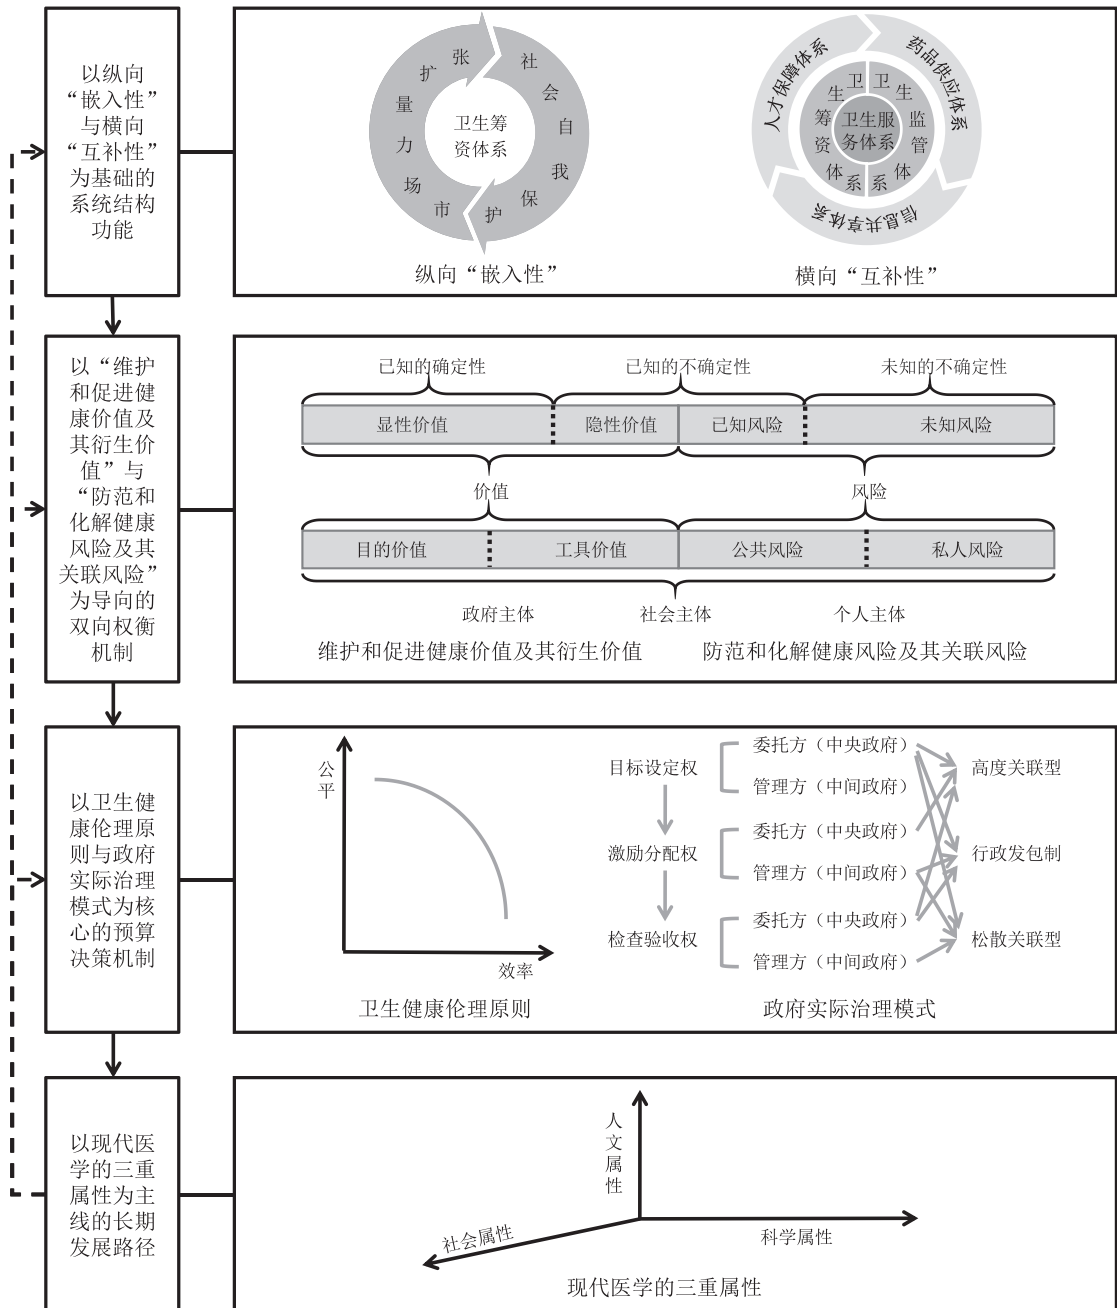 以纵向
“嵌入性”
与横向
“互补性”
为基础的
系统结构
功能
市场力量扩张
社会自我保护
卫生筹
资体系
纵向“嵌入性”
人才保障体系
药品供应体系
信息共享体系
卫生筹资体系
卫生监管体系
卫生服
务体系
横向“互补性”
以“维护
和促进健
康价值及
其衍生价
值”与
“防范和
化解健康
风险及其
关联风险”
为导向的
双向权衡
机制
已知的确定性
已知的不确定性
未知的不确定性
显性价值
隐性价值
已知风险
未知风险
价值
风险
目的价值
工具价值
公共风险
私人风险
政府主体
社会主体
个人主体
维护和促进健康价值及其衍生价值
防范和化解健康风险及其关联风险
以卫生健
康伦理原
则与政府
实际治理
模式为核
心的预算
决策机制
公平
效率
卫生健康伦理原则
目标设定权
激励分配权
检查验收权
委托方（中央政府）
管理方（中间政府）
委托方（中央政府）
管理方（中间政府）
委托方（中央政府）
管理方（中间政府）
高度关联型
行政发包制
松散关联型
政府实际治理模式
以现代医
学的三重
属性为主
线的长期
发展路径
人文属性
社会属性
科学属性
现代医学的三重属性